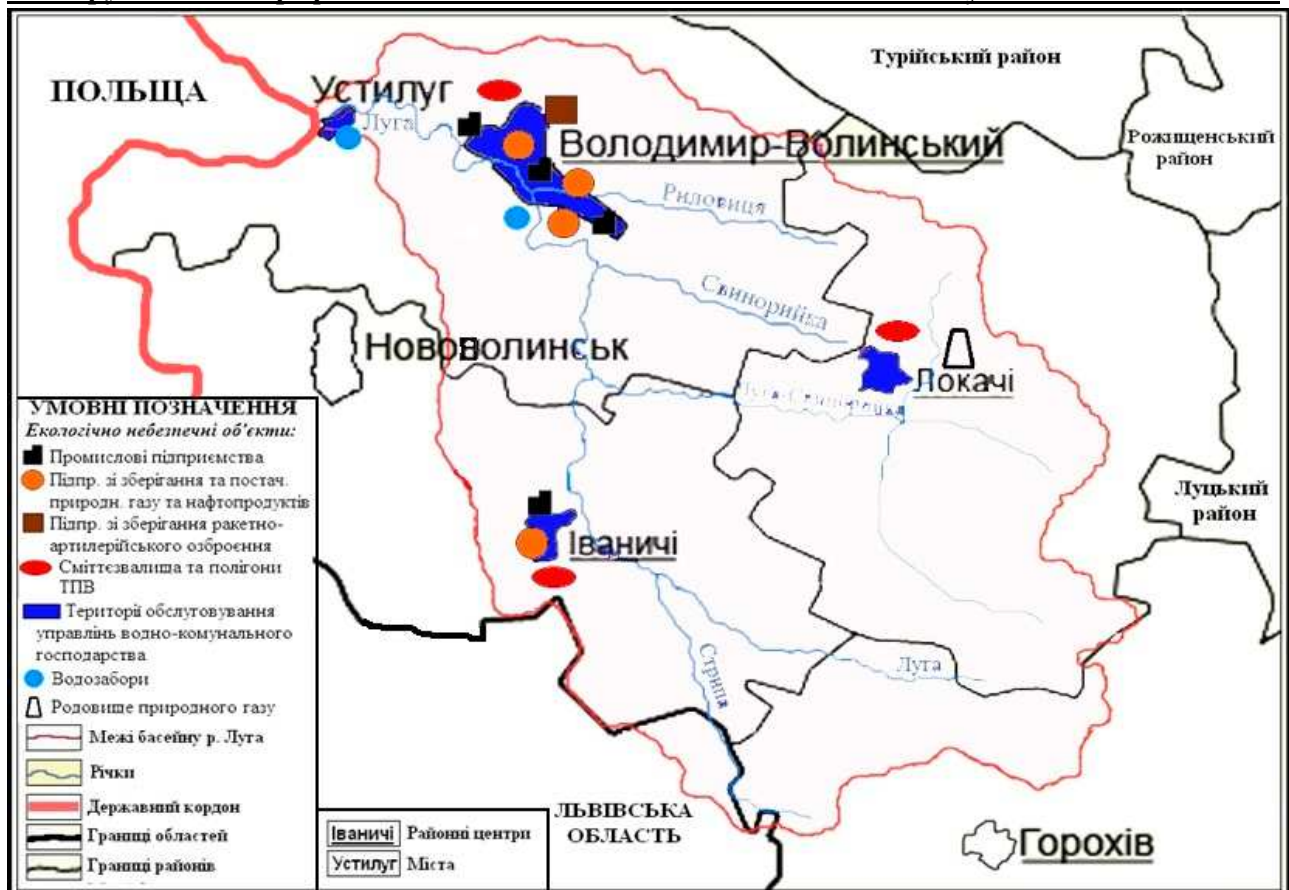 ПОЛЬЩА
Турійський район
Устилуг
Луга
Володимир-Волинський
Рожищенський
район
Риловиця
Свинорийка
Нововолинськ
Локачі
Луга-Свинорийка
Луцький
район
Іваничі
Стрипа
Луга
ЛЬВІВСЬКА
ОБЛАСТЬ
Горохів
УМОВНІ ПОЗНАЧЕННЯ
Екологічно небезпечні об'єкти:
Промислові підприємства
Підпр. зі зберігання та постач.
природн. газу та нафтопродуктів
Підпр. зі зберігання ракетно-
артилерійського озброєння
Сміттєзвалища та полігони
ТПВ
Території обслуговування
управлінь водно-комунального
господарства
Водозабори
Родовище природного газу
Межі басейну р. Луга
Річки
Державний кордон
Границі областей
Границі районів
Іваничі Районні центри
Устилуг Міста